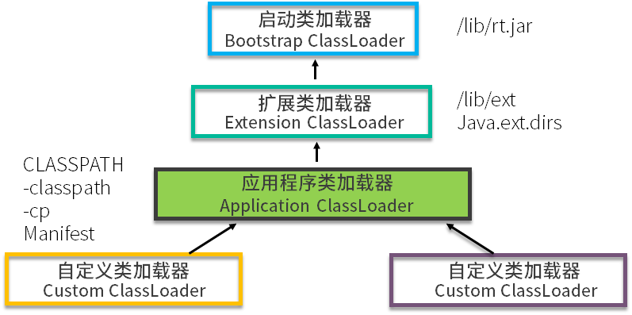 启动类加载器
Bootstrap ClassLoader
/lib/rt.jar
扩展类加载器
Extension ClassLoader
/lib/ext
Java.ext.dirs
CLASSPATH
-classpath
-cp
Manifest
应用程序类加载器
Application ClassLoader
自定义类加载器
Custom ClassLoader
自定义类加载器
Custom ClassLoader